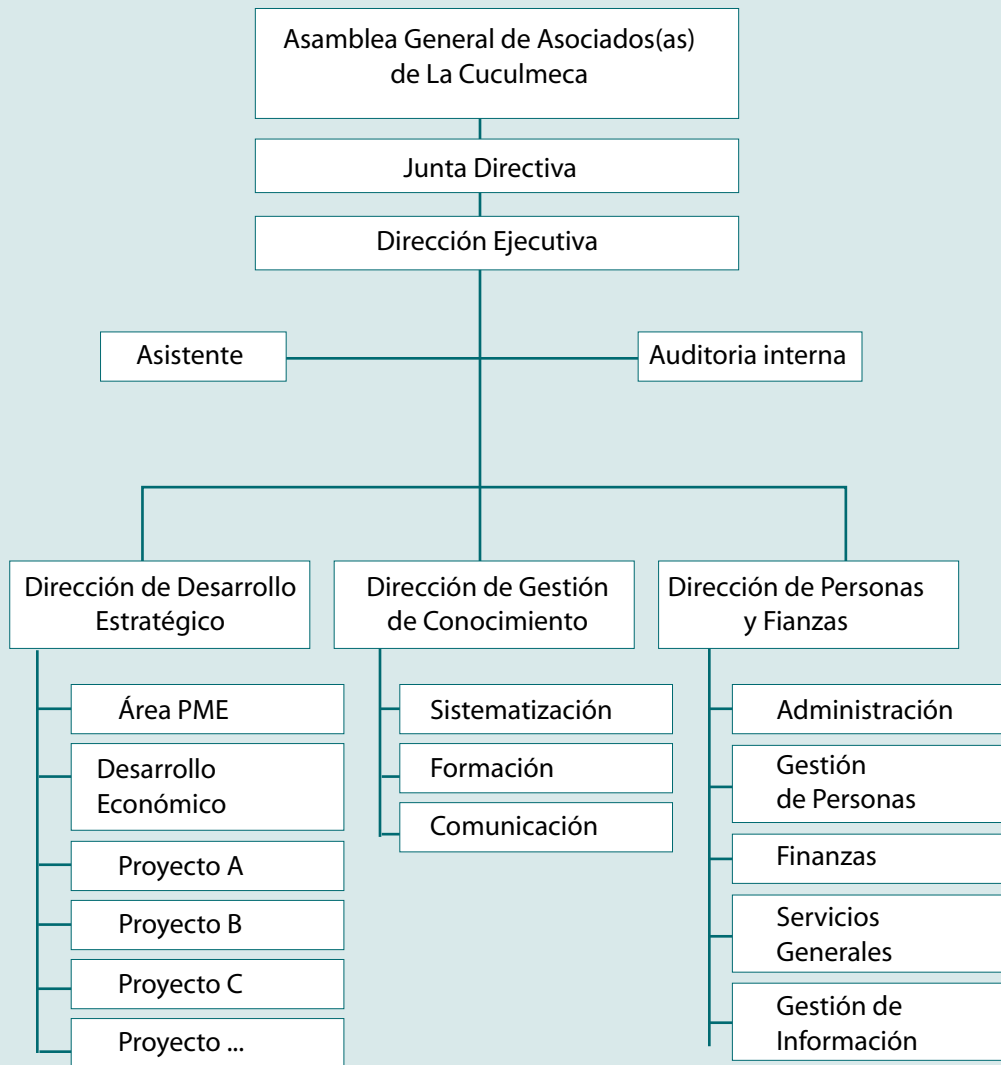 Asamblea General de Asociados(as)
de La Cuculmeca
Junta Directiva
Dirección Ejecutiva
Asistente
Auditoria interna
Dirección de Desarrollo
Estratégico
Área PME
Desarrollo
Económico
Proyecto A
Proyecto B
Proyecto C
Proyecto ...
Dirección de Gestión
de Conocimiento
Sistematización
Formación
Comunicación
Dirección de Personas
y Fianzas
Administración
Gestión
de Personas
Finanzas
Servicios
Generales
Gestión de
Información